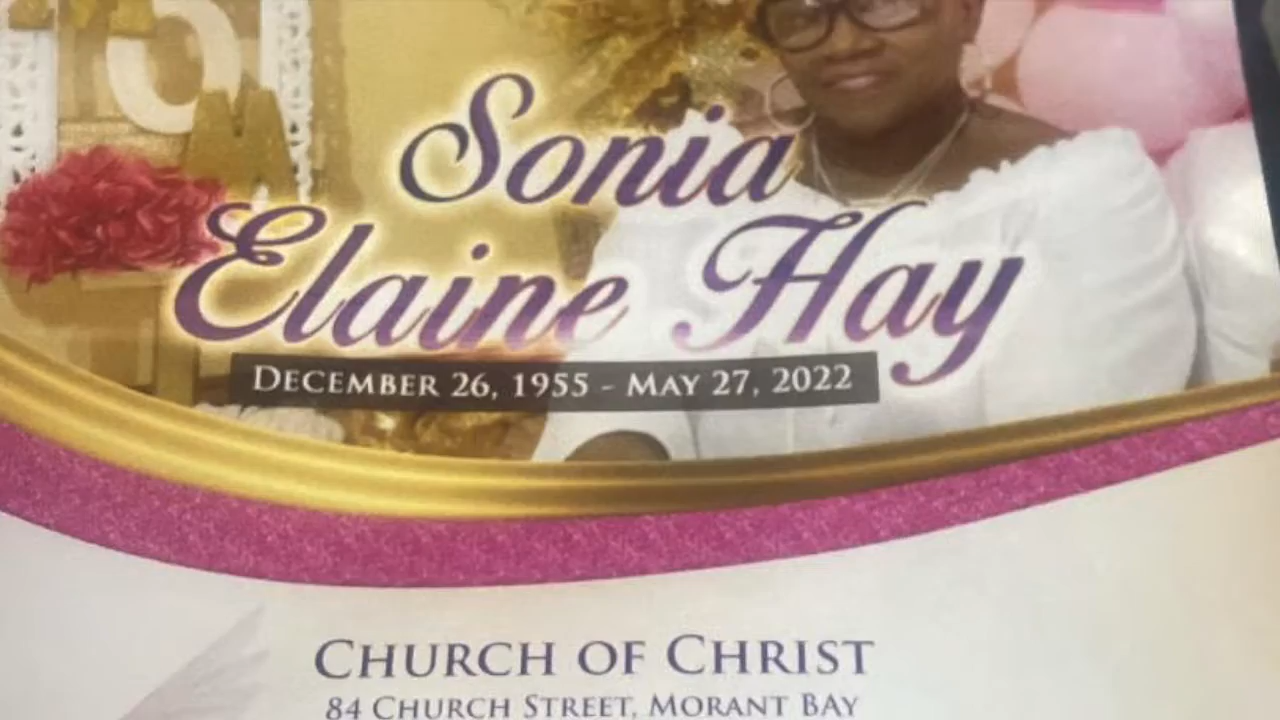 Sonia
Elaine Hay
DECEMBER 26, 1955 - MAY 27, 2022
CHURCH OF CHRIST
84 CHURCH STREET, MORANT BAY